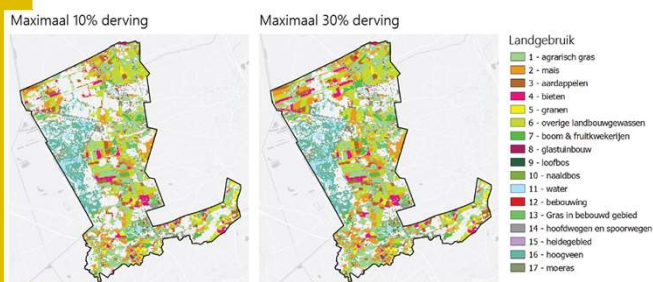 Maximaal 10% derving
Maximaal 30% derving
Landgebruik
1 - agrarisch gras
2 - mais
3 - aardappelen
4 - bieten
5 - granen
6 - overige landbouwgewassen
7 - boom & fruitkwekerijen
8 - glastuinbouw
9 - loofbos
10 - naaldbos
11 - water
12 - bebouwing
13 - Gras in bebouwd gebied
14 - hoofdwegen en spoorwegen
15 - heidegebied
16 - hoogveen
17 - moeras